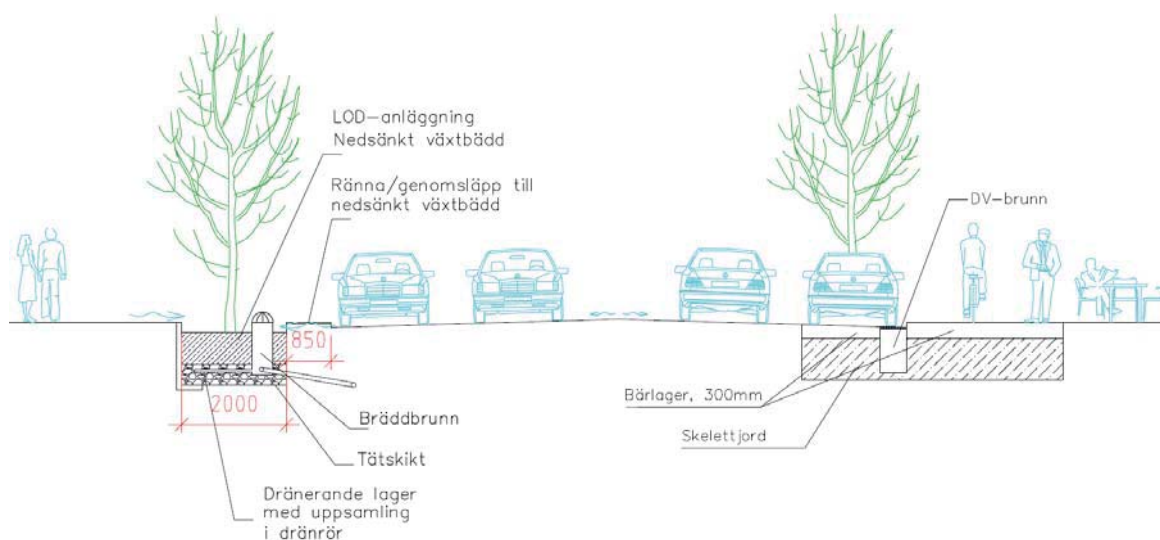 LOD-anläggning
Nedsänkt växtbädd
Ränna/genomsläpp till
nedsänkt växtbädd
DV-brunn
850
2000
Bräddbrunn
Tätskikt
Dränerande lager
med uppsamling
i dränrör
Bärlager, 300mm
Skelettjord